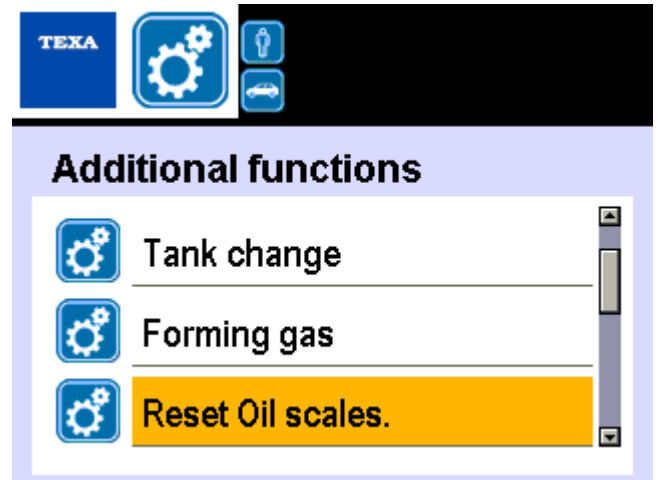 TEXA
Additional functions
Tank change
Forming gas
Reset Oil scales.